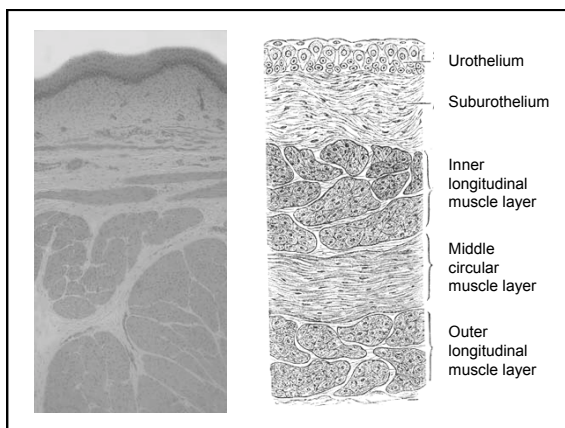 Urothelium
Suburothelium
Inner
longitudinal
muscle layer
Middle
circular
muscle layer
Outer
longitudinal
muscle layer